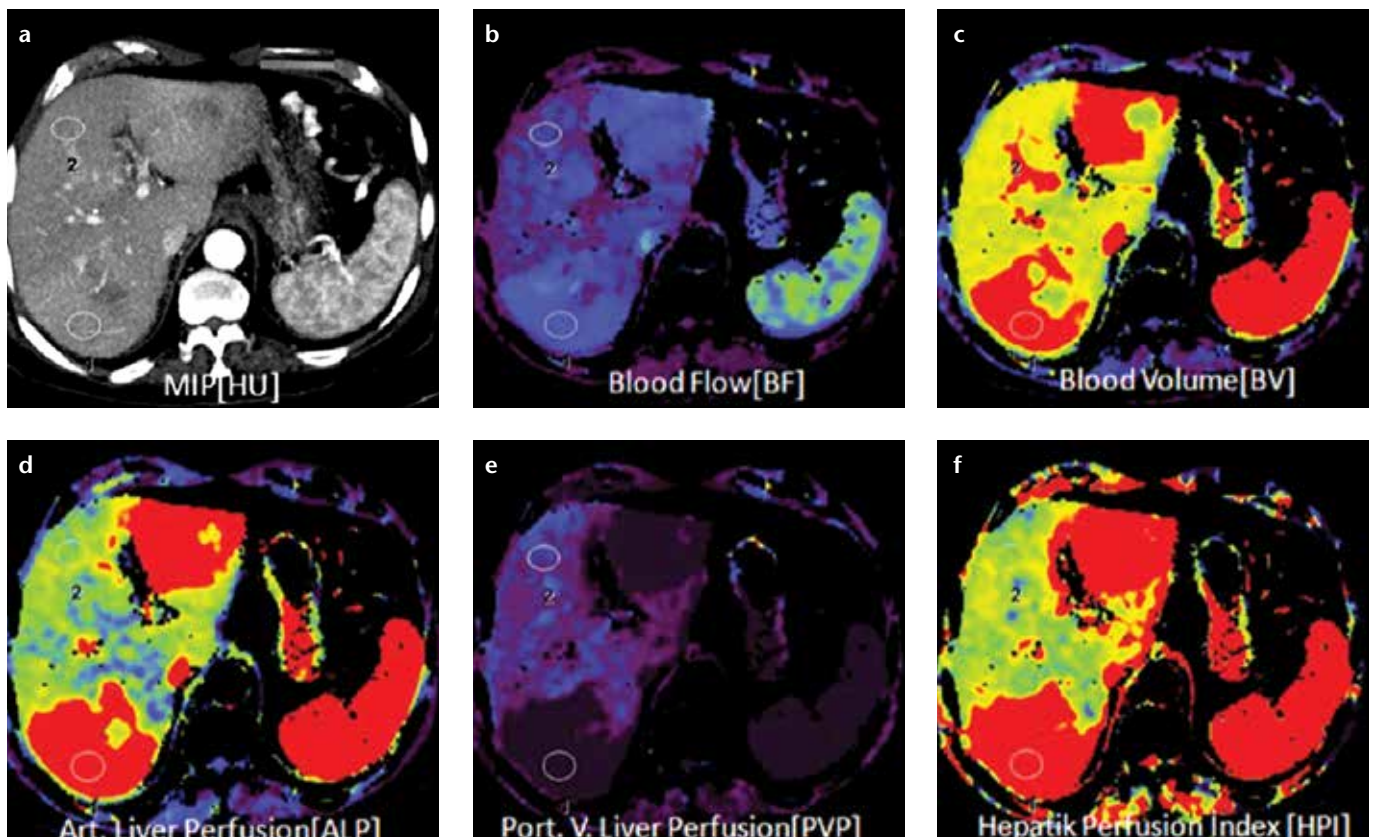 a
2
MIP[HU]
b
2
Blood Flow[BF]
c
2
Blood Volume[BV]
d
2
Art. Liver Perfusion[ALP]
e
2
Port. V. Liver Perfusion[PVP]
f
2
Hepatik Perfusion Index [HPI]